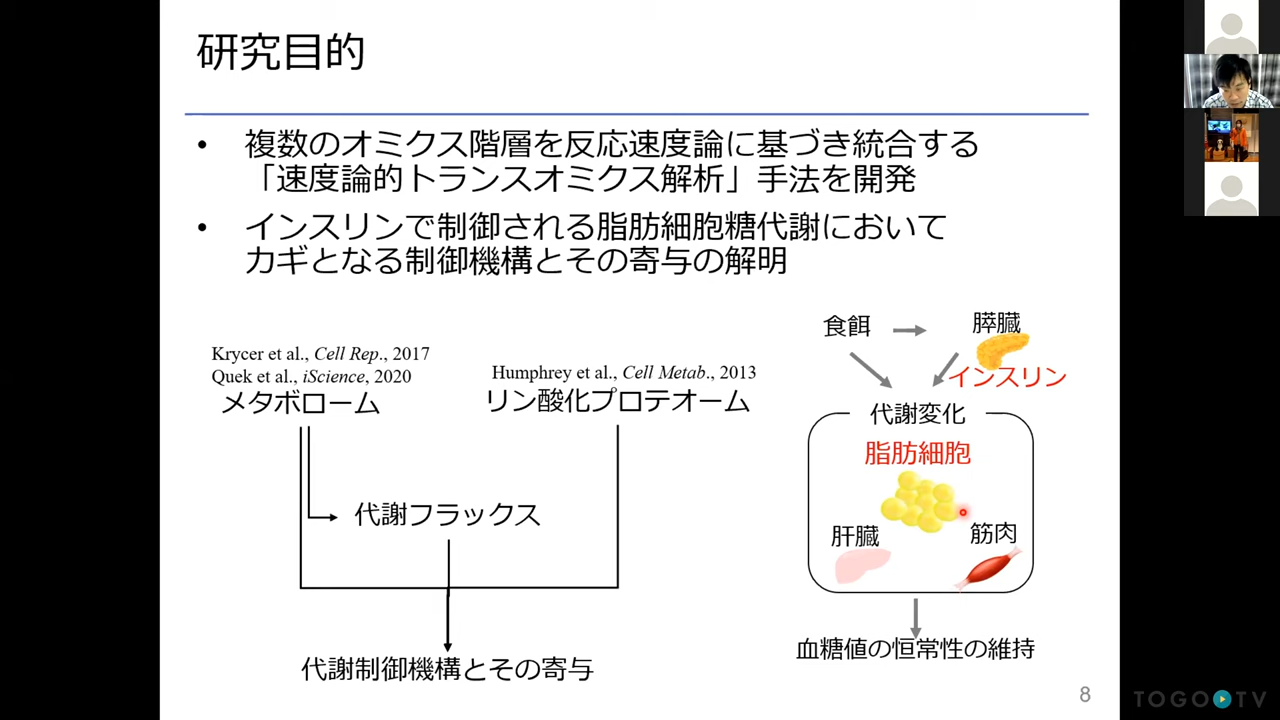 研究目的
• 複数のオミクス階層を反応速度論に基づき統合する
「速度論的トランスオミクス解析」手法を開発
• インスリンで制御される脂肪細胞糖代謝において
カギとなる制御機構とその寄与の解明
Krycer et al., Cell Rep., 2017
Quek et al., iScience, 2020
メタボローム
Humphrey et al., Cell Metab., 2013
リン酸化プロテオーム
代謝フラックス
代謝制御機構とその寄与
食餌
膵臓
インスリン
代謝変化
脂肪細胞
肝臓
筋肉
血糖値の恒常性の維持
8
TOGO TV